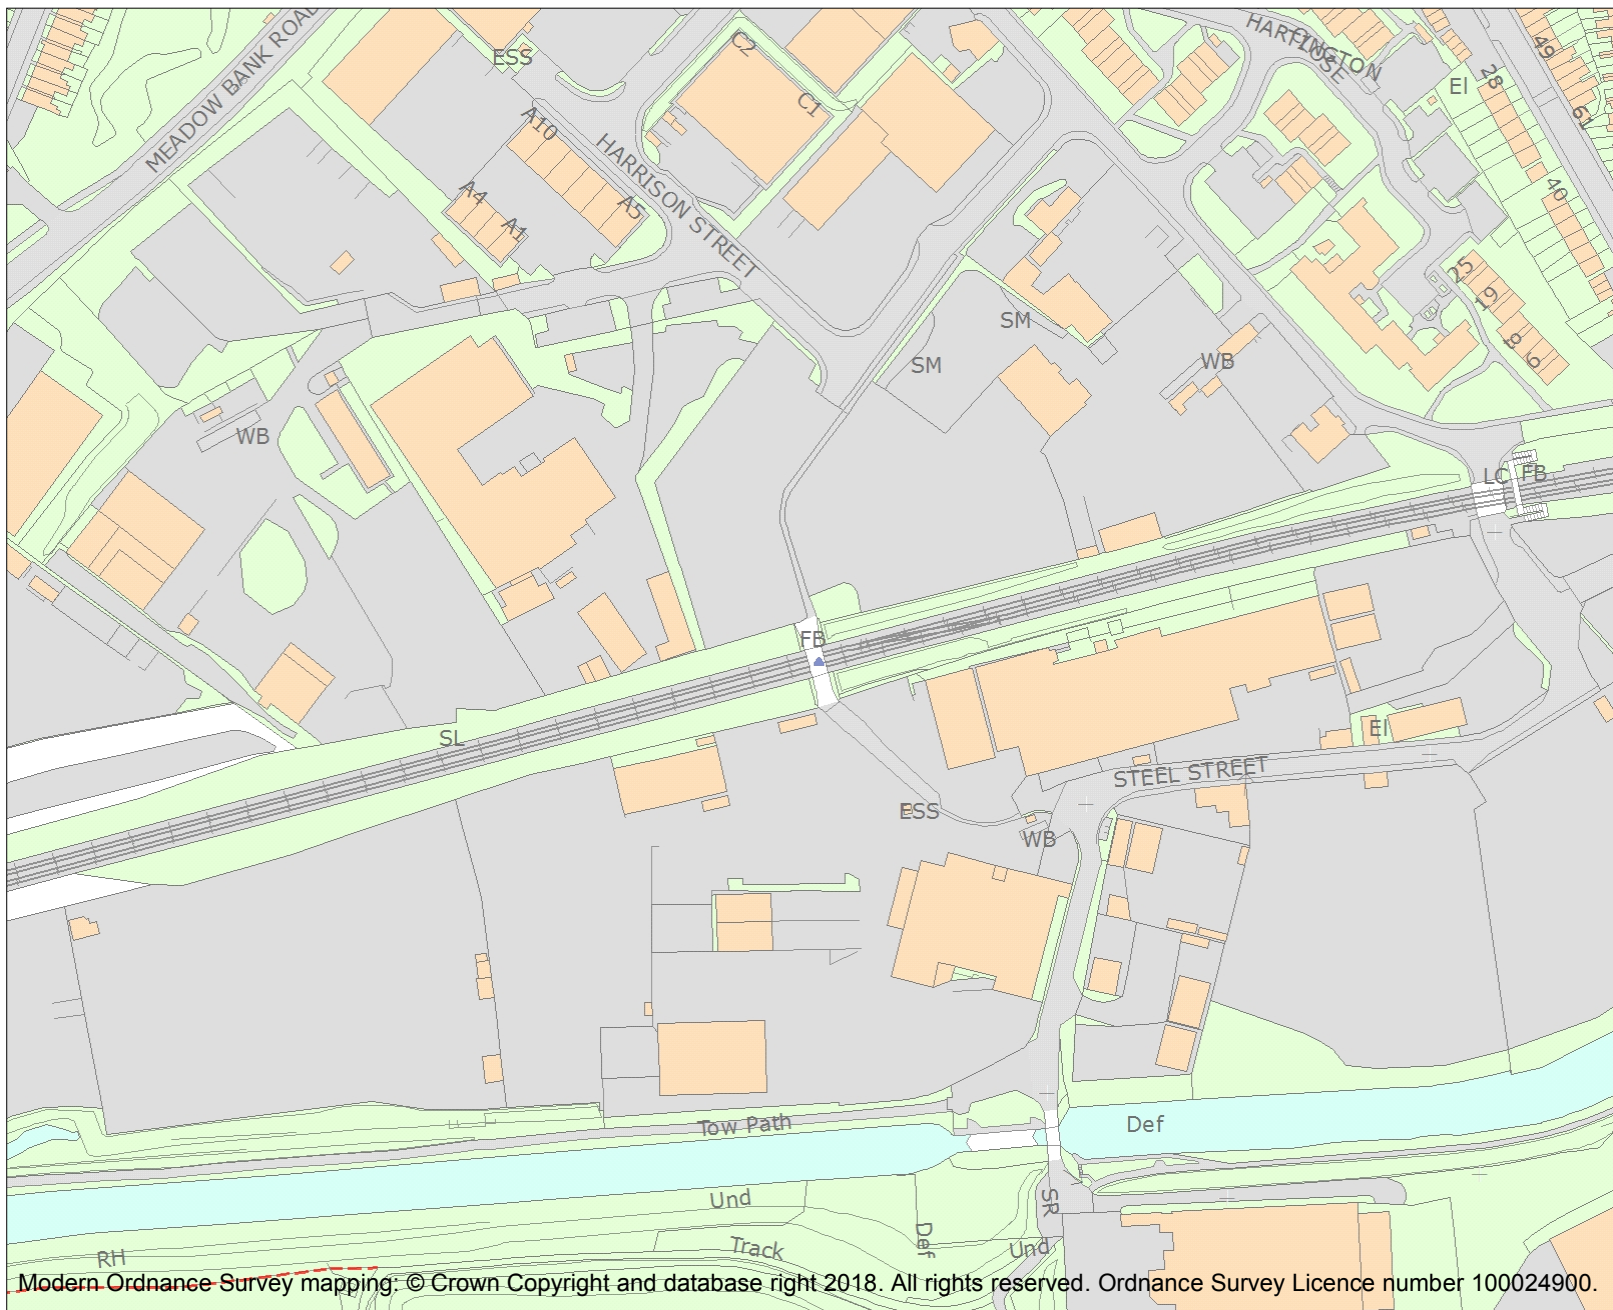 MEADOW BANK ROAD
ESS
C2
C1
HARTINGTON
CLOSE
EI
49
28
61
40
A10
A4
A1
A5
HARRISON STREET
25
19
8
6
SM
SM
WB
WB
LC
FB
FB
SL
EI
STEEL STREET
ESS
WB
Tow Path
Def
Und
SR
Def
Und
Track
RH
Modern Ordnance Survey mapping: © Crown Copyright and database right 2018. All rights reserved. Ordnance Survey Licence number 100024900.